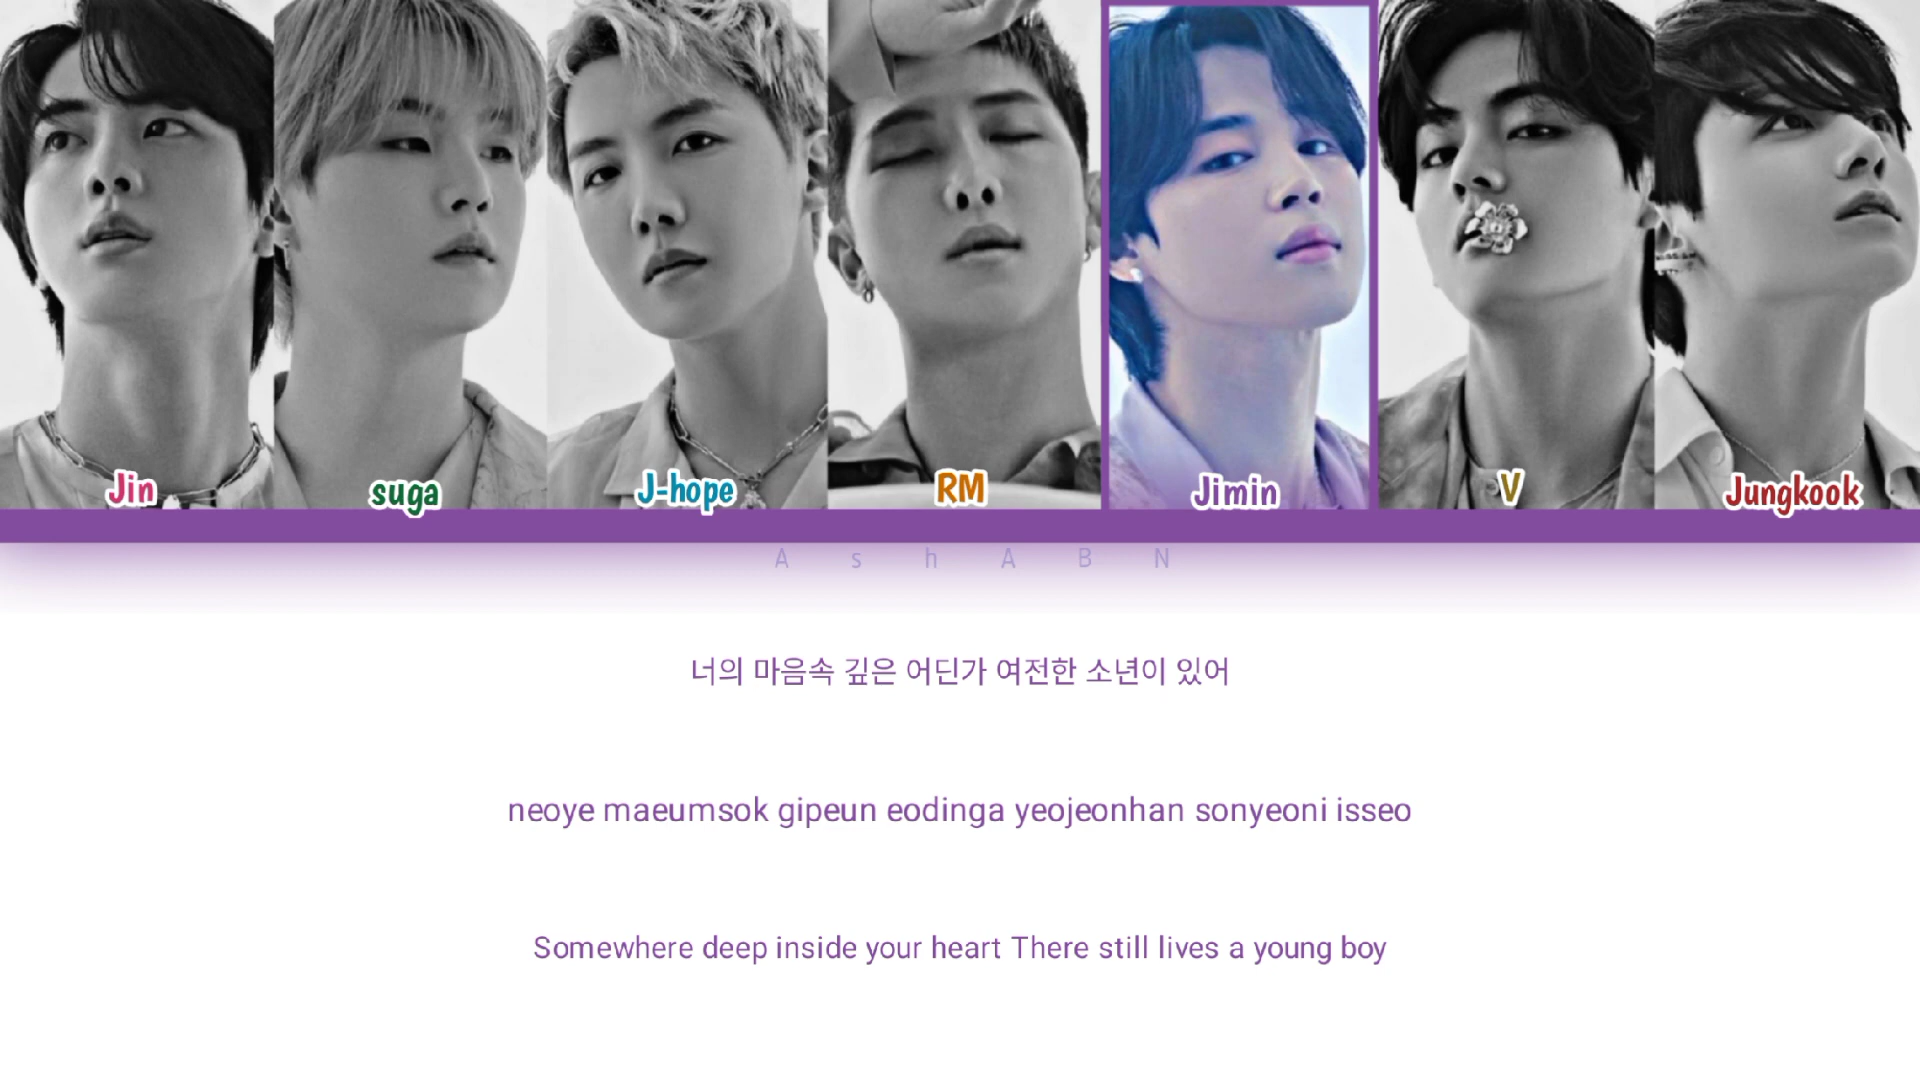 Jin
suga
J-hope
RM
Jimin
V
Jungkook
A s h A B N
너의 마음속 깊은 어딘가 여전한 소년이 있어
neoye maeumsok gipeun eodinga yeojeonhan sonyeoni isseo
Somewhere deep inside your heart There still lives a young boy